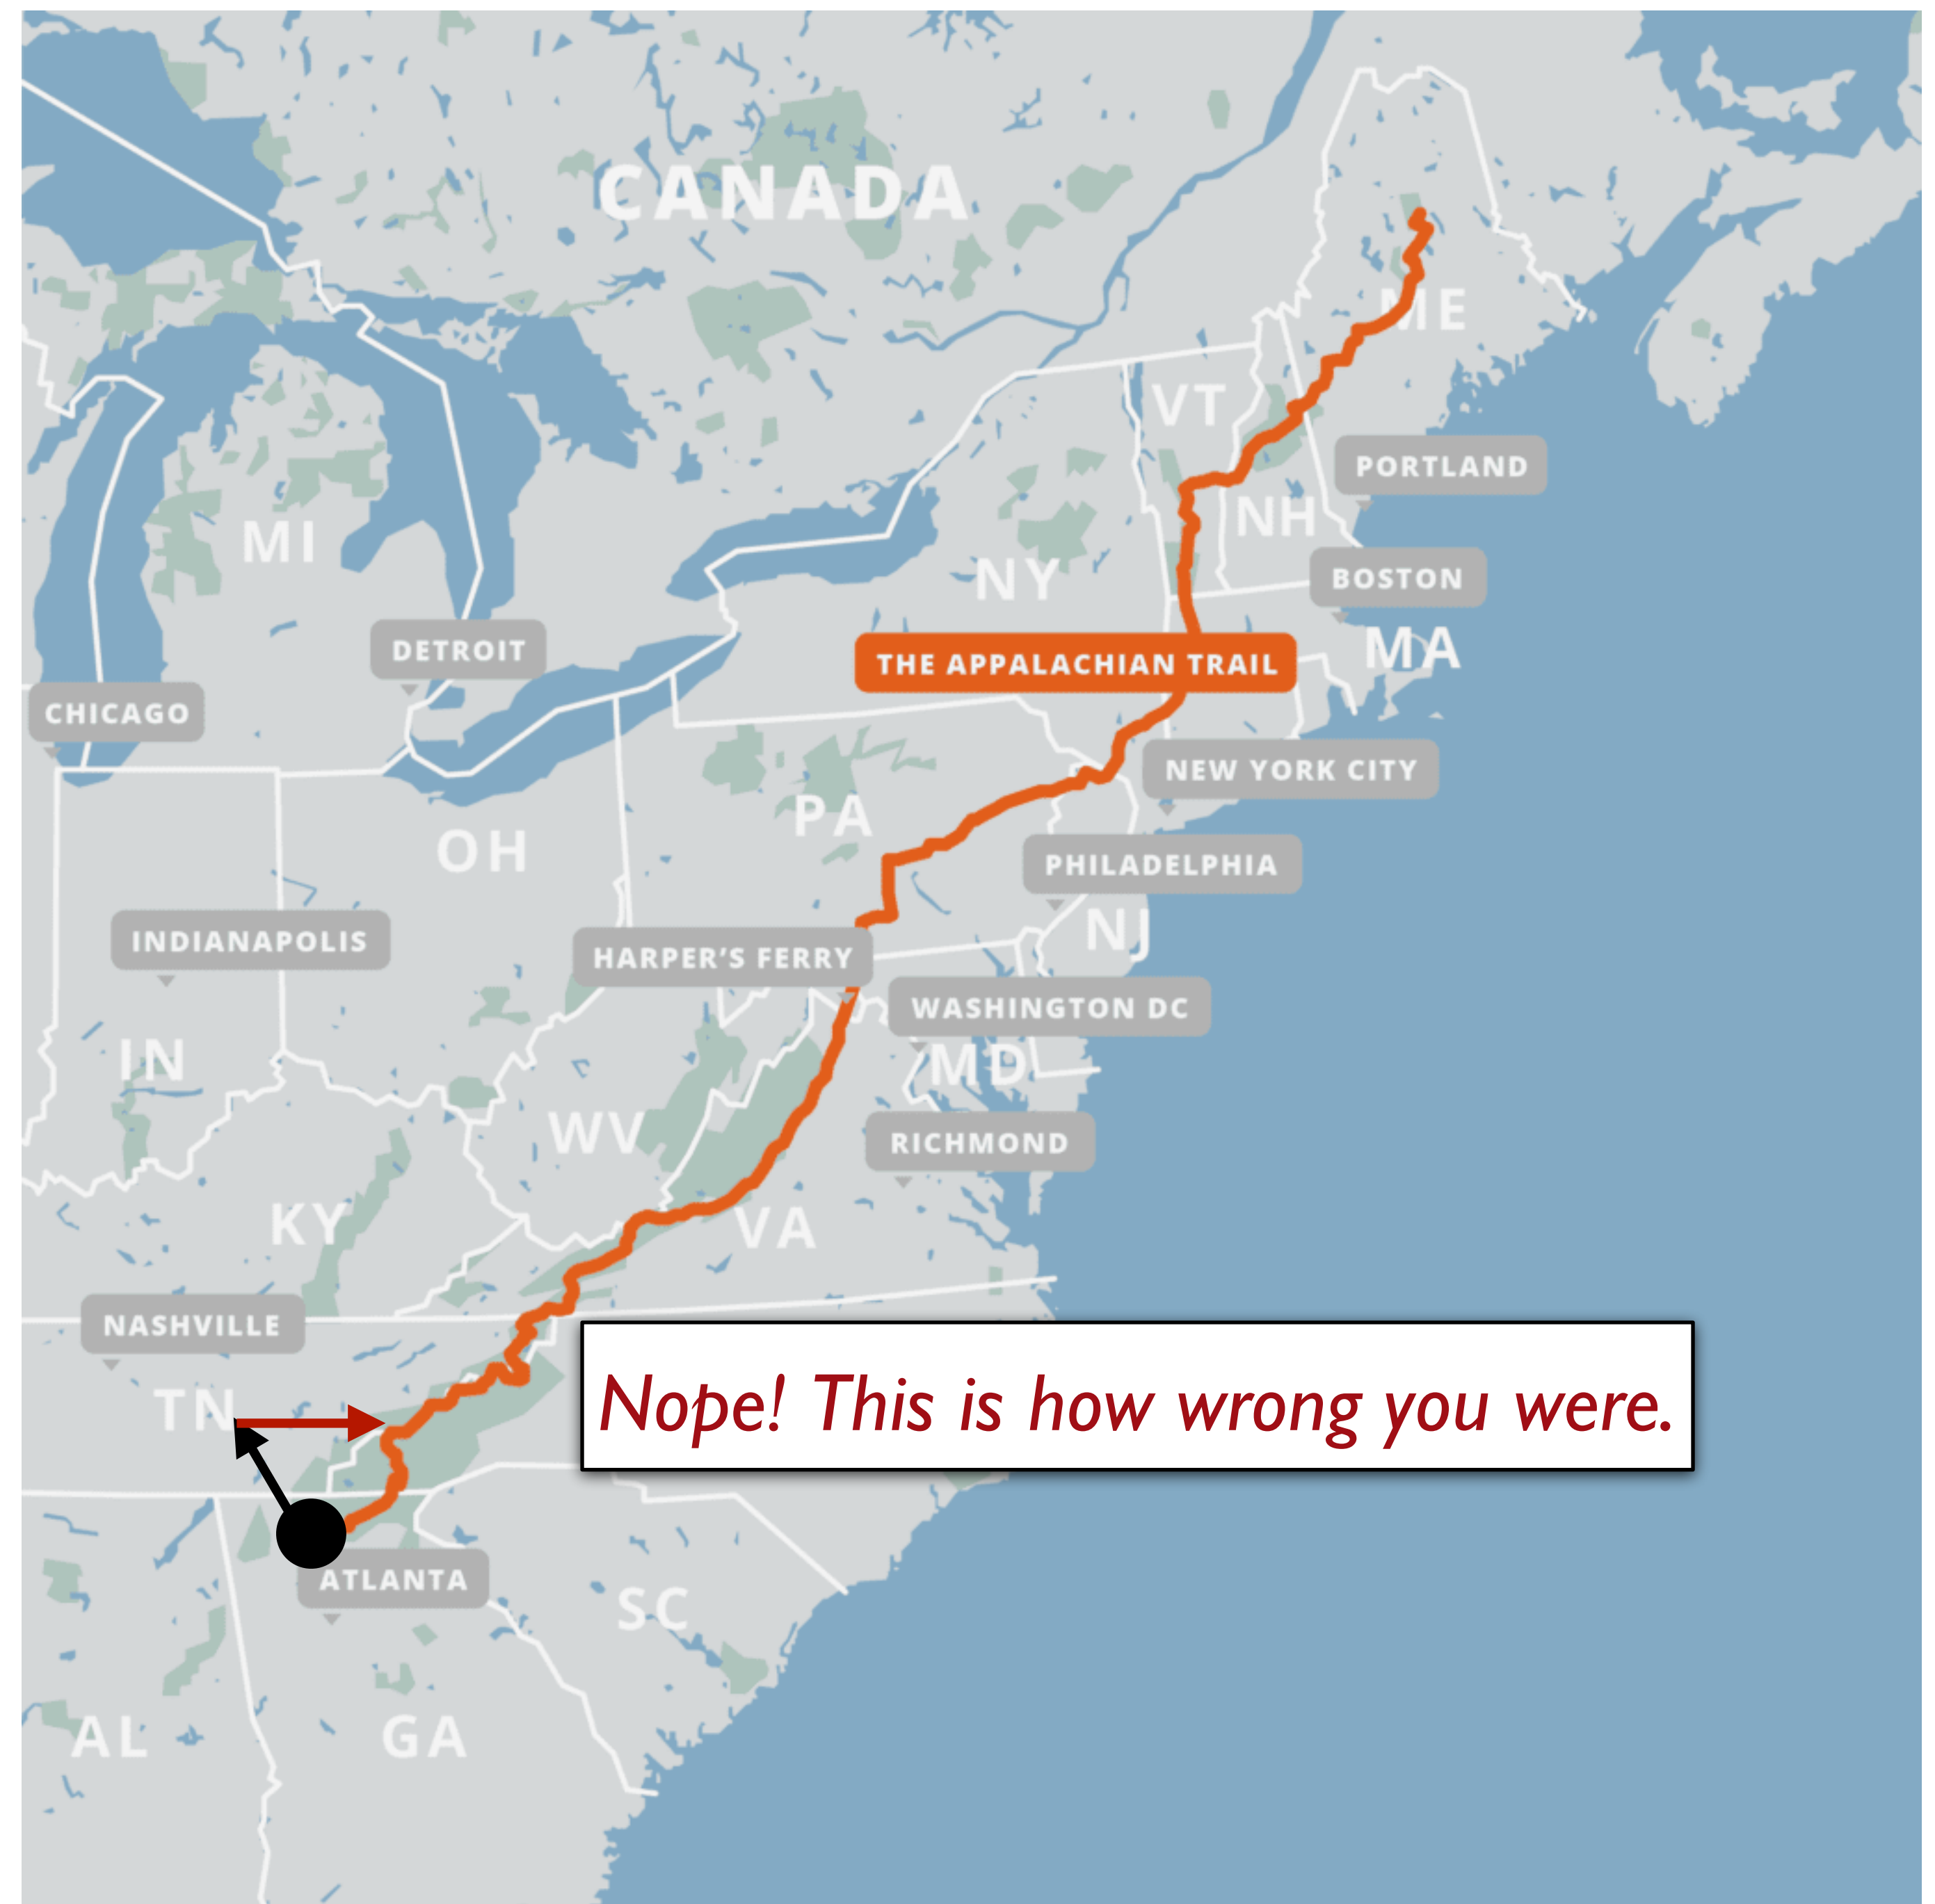 CANADA
ME
VT
PORTLAND
NH
MI
BOSTON
NY
MA
DETROIT
THE APPALACHIAN TRAIL
CHICAGO
NEW YORK CITY
PA
OH
PHILADELPHIA
NJ
INDIANAPOLIS
HARPER’S FERRY
WASHINGTON DC
IN
MD
WV
RICHMOND
KY
VA
NASHVILLE
TN
Nope! This is how wrong you were.
ATLANTA
SC
AL
GA